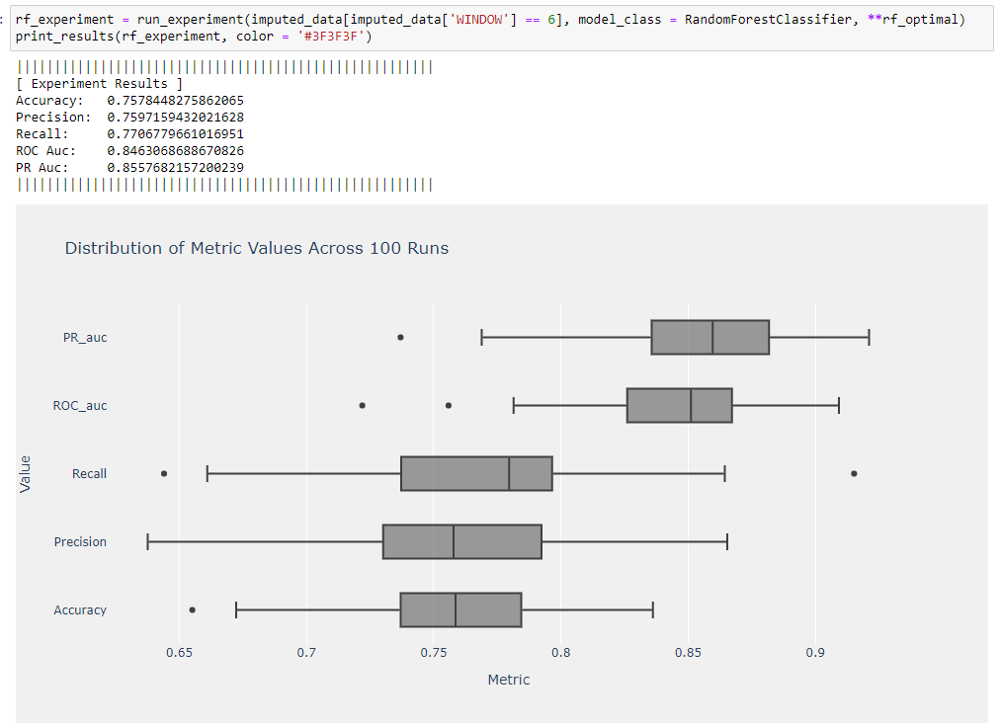 rf_experiment = run_experiment(imputed_data[imputed_data['WINDOW'] == 6], model_class = RandomForestClassifier, **rf_optimal)
print_results(rf_experiment, color = '#3F3F3F')
||||||||||||||||||||||||||||||||||||||||||||||||||||||||
[ Experiment Results ]
Accuracy: 0.7578448275862065
Precision: 0.7597159432021628
Recall: 0.7706779661016951
ROC Auc: 0.8463068688670826
PR Auc: 0.8557682157200239
||||||||||||||||||||||||||||||||||||||||||||||||||||||||
Distribution of Metric Values Across 100 Runs
PR_auc
ROC_auc
Recall
Precision
Accuracy
Value
0.65 0.7 0.75 0.8 0.85 0.9
Metric